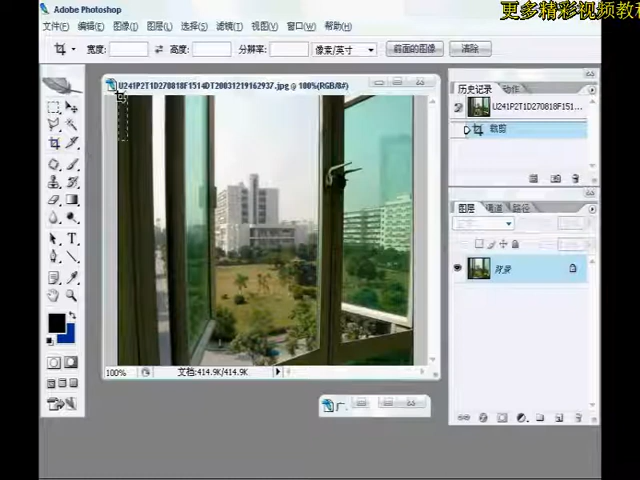 更多精彩视频教程
Adobe Photoshop
文件(F) 编辑(E) 图像(I) 图层(L) 选择(S) 滤镜(T) 视图(V) 窗口(W) 帮助(H)
宽度: 高度: 分辨率: 像素/英寸 前面的图像 清除
U241P2T1D270818F1514DT20031219162937.jpg @ 100%(RGB/8#)
历史记录 动作
U241P2T1D270818F151...
裁剪
图层 通道 路径
背景
100% 文档:414.9K/414.9K
广.